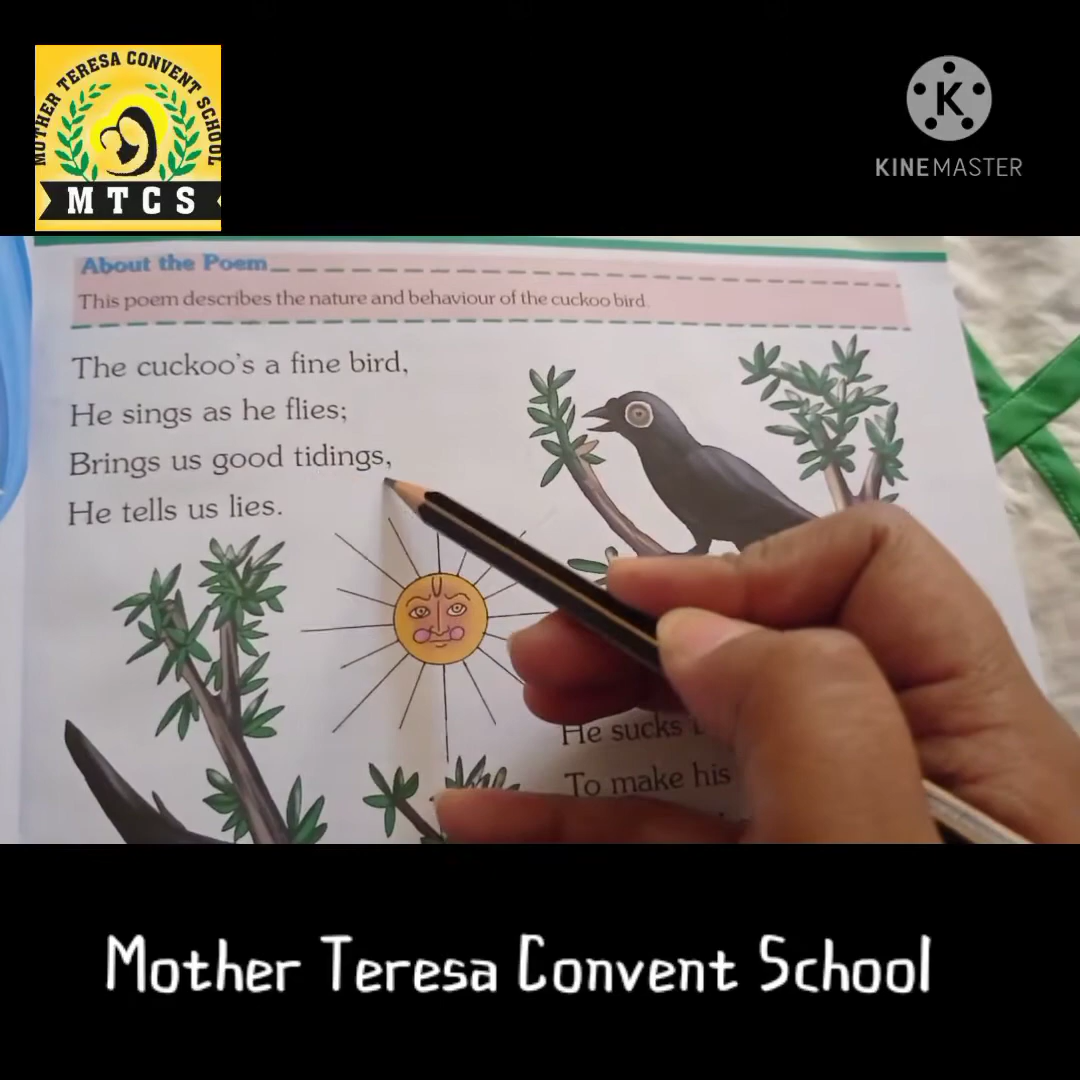 MOTHER TERESA CONVENT SCHOOL
MTCS
K
KINEMASTER
About the Poem
This poem describes the nature and behaviour of the cuckoo bird.
The cuckoo's a fine bird,
He sings as he flies;
Brings us good tidings,
He tells us lies.
He sucks
To make his
Mother Teresa Convent School